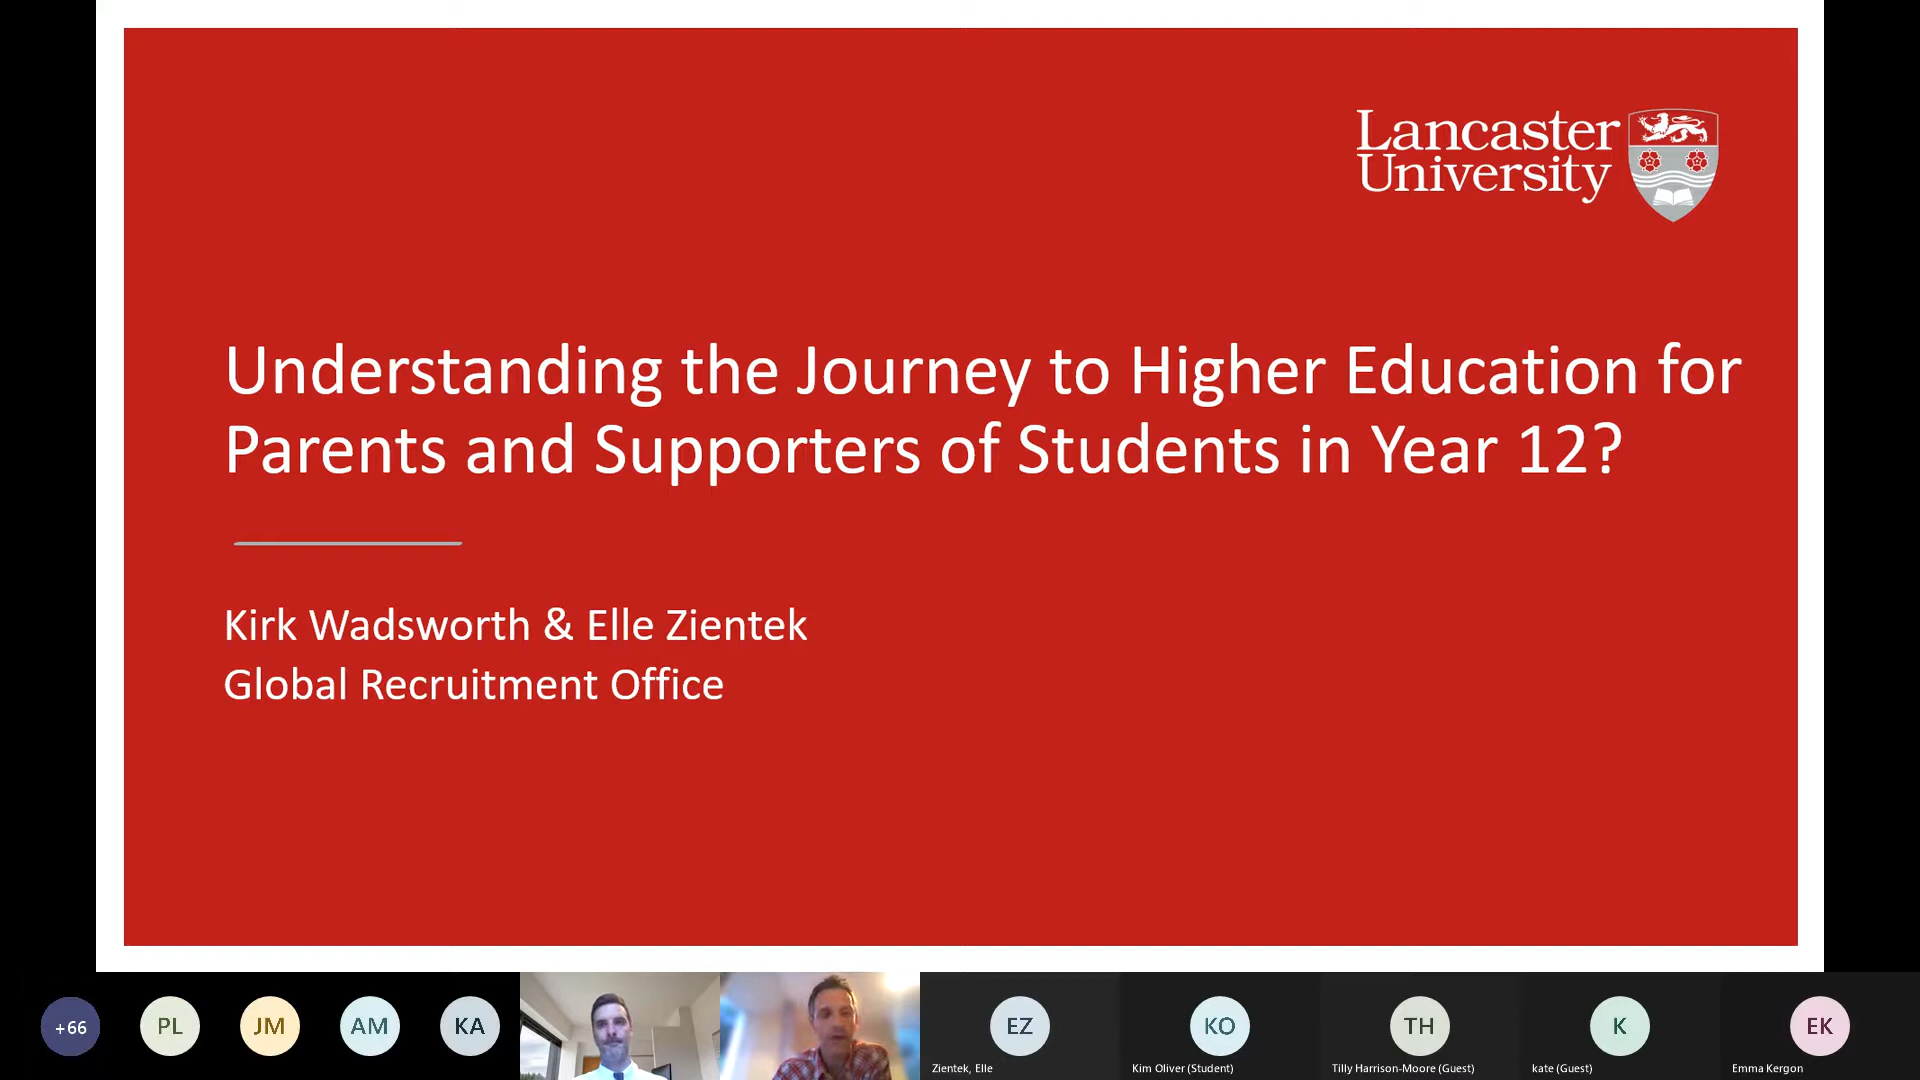 Lancaster
University
Understanding the Journey to Higher Education for
Parents and Supporters of Students in Year 12?
Kirk Wadsworth & Elle Zientek
Global Recruitment Office
+66
PL
JM
AM
KA
EZ
KO
TH
K
EK
Zientek, Elle
Kim Oliver (Student)
Tilly Harrison-Moore (Guest)
kate (Guest)
Emma Kergon